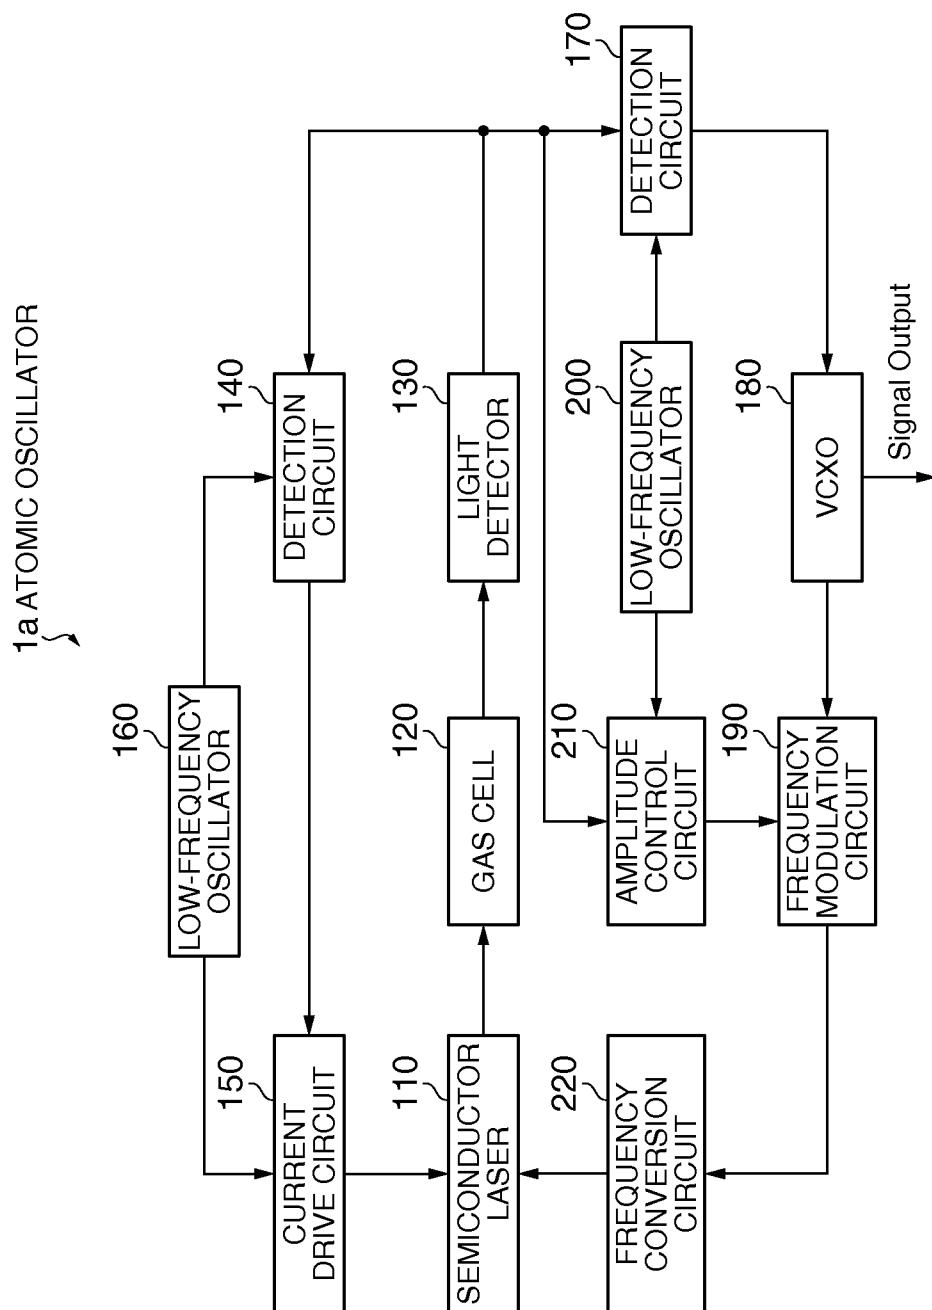 1a ATOMIC OSCILLATOR
160
LOW-FREQUENCY
OSCILLATOR
150
CURRENT
DRIVE CIRCUIT
140
DETECTION
CIRCUIT
110
SEMICONDUCTOR
LASER
120
GAS CELL
130
LIGHT
DETECTOR
220
FREQUENCY
CONVERSION
CIRCUIT
210
AMPLITUDE
CONTROL
CIRCUIT
200
LOW-FREQUENCY
OSCILLATOR
170
DETECTION
CIRCUIT
190
FREQUENCY
MODULATION
CIRCUIT
180
VCXO
Signal Output